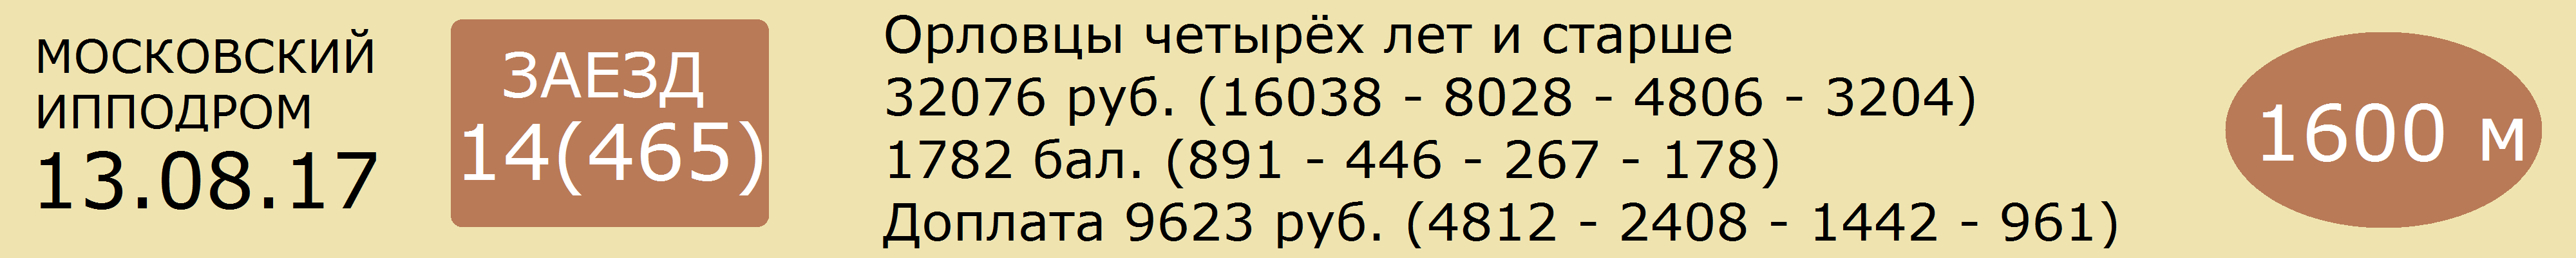 МОСКОВСКИЙ
ИППОДРОМ
13.08.17
ЗАЕЗД
14(465)
Орловцы четырёх лет и старше
32076 руб. (16038 - 8028 - 4806 - 3204)
1782 бал. (891 - 446 - 267 - 178)
Доплата 9623 руб. (4812 - 2408 - 1442 - 961)
1600 м